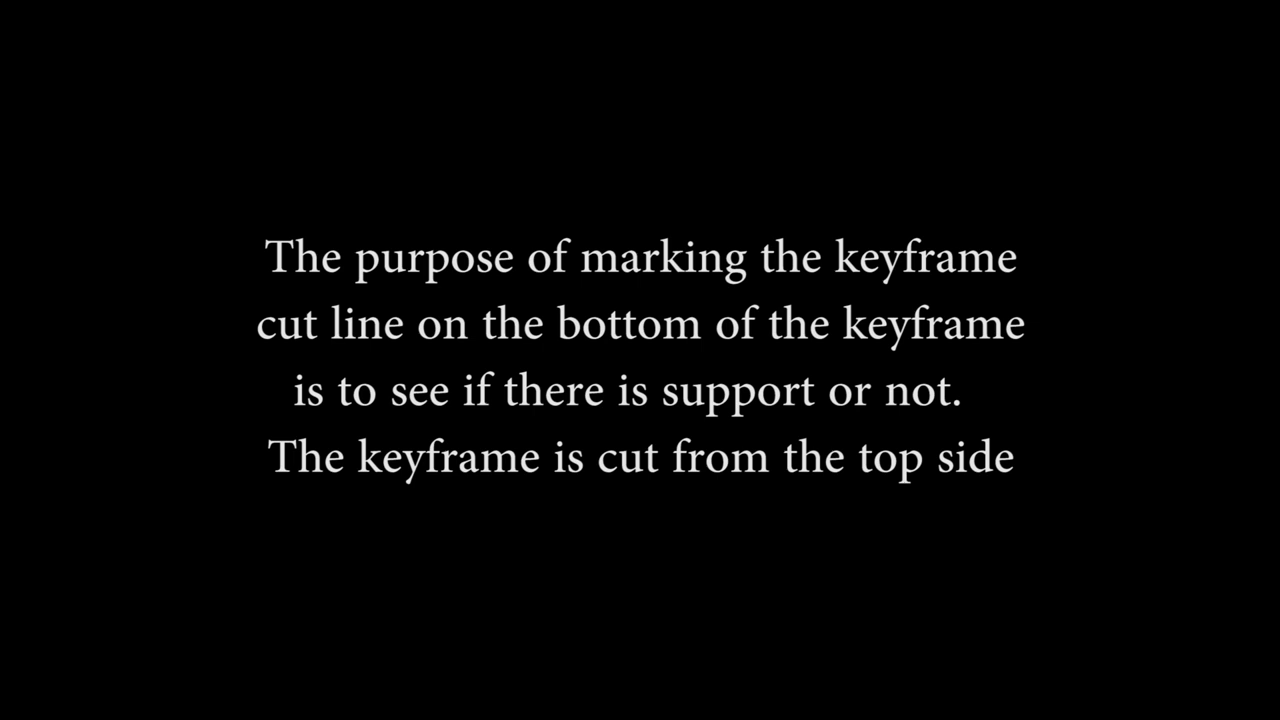 The purpose of marking the keyframe
cut line on the bottom of the keyframe
is to see if there is support or not.
The keyframe is cut from the top side